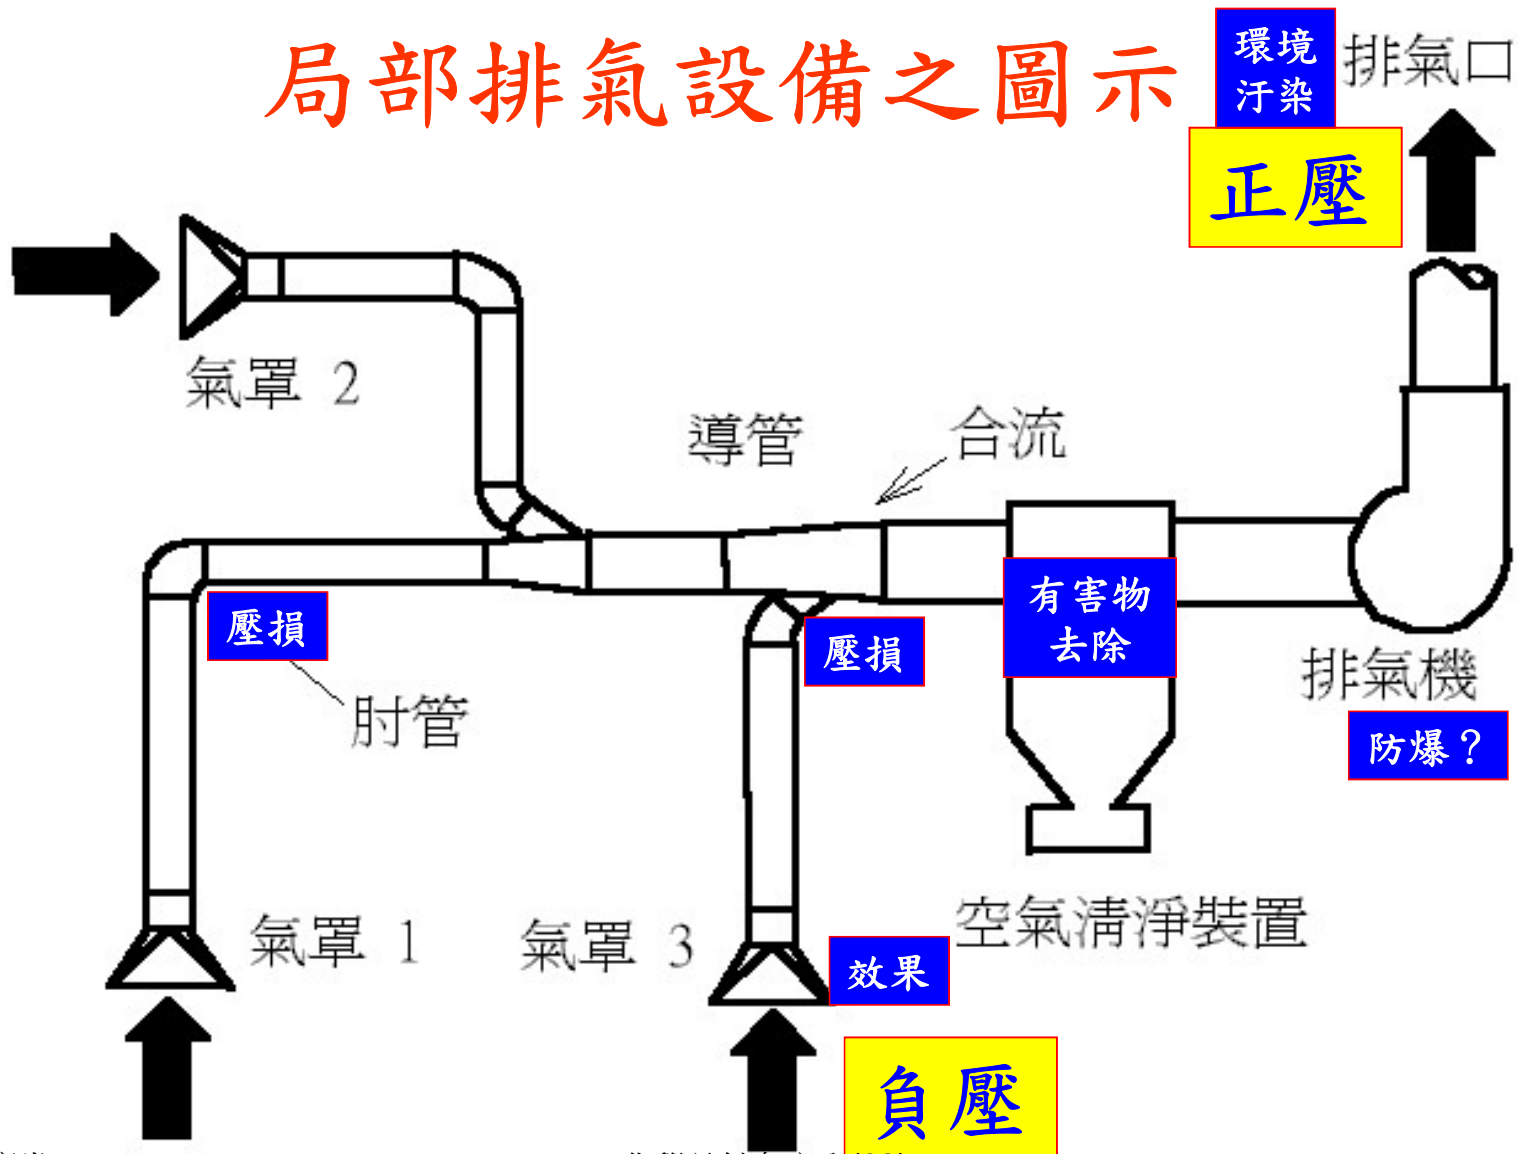 局部排氣設備之圖示
環境
汙染
排氣口
正壓
氣罩 2
導管
合流
有害物
去除
壓損
壓損
肘管
排氣機
防爆？
空氣清淨裝置
氣罩 1
氣罩 3
效果
負壓